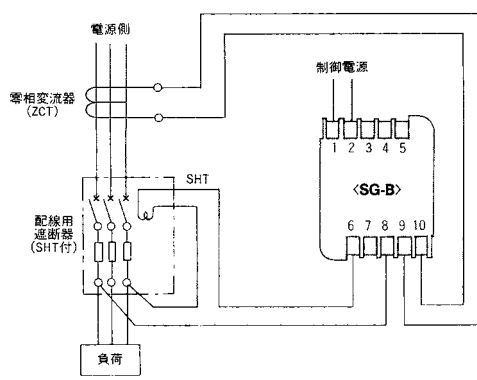 電源側
零相変流器
(ZCT)
制御電源
1 2 3 4 5
SHT
<SG-B>
配線用
遮断器
(SHT付)
6 7 8 9 10
負荷